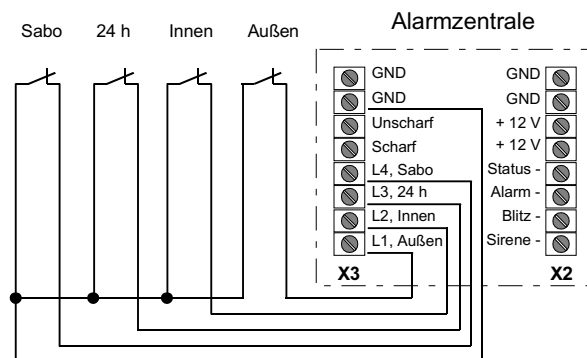 Alarmzentrale
Sabo 24 h Innen Außen
GND GND
GND GND
Unscharf + 12 V
Scharf + 12 V
L4, Sabo Status -
L3, 24 h Alarm -
L2, Innen Blitz -
L1, Außen Sirene -
X3 X2